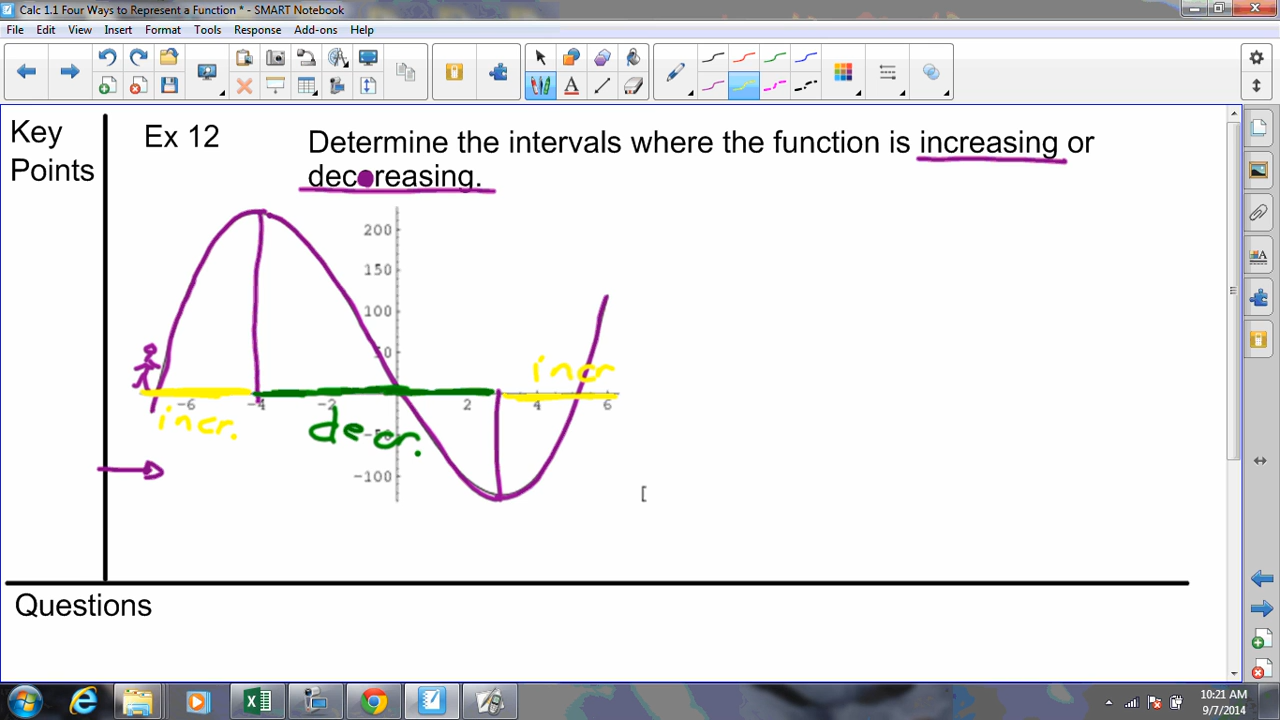 Calc 1.1 Four Ways to Represent a Function * - SMART Notebook
File Edit View Insert Format Tools Response Add-ons Help
Key
Points
Ex 12
Determine the intervals where the function is increasing or
decreasing.
200
150
100
50
incr
-6 -4 -2 2 4 6
incr.
decr.
-100
[
Questions
10:21 AM
9/7/2014